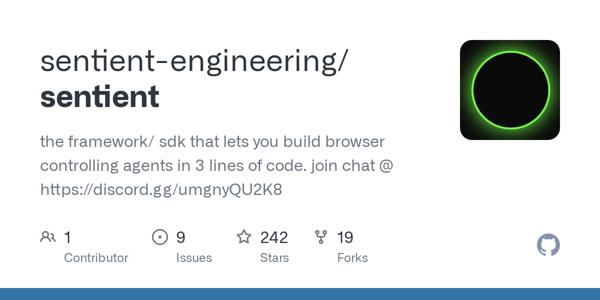 sentient-engineering/
sentient
the framework/ sdk that lets you build browser
controlling agents in 3 lines of code. join chat @
https://discord.gg/umgnyQU2K8
1 9 242 19
Contributor Issues Stars Forks